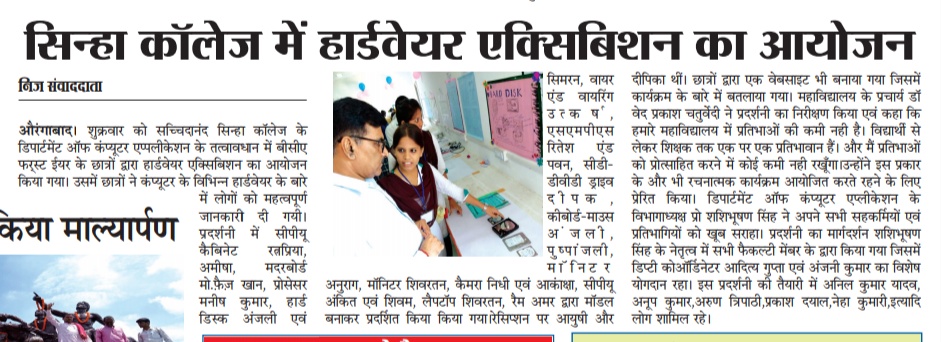 सिन्हा कॉलेज में हार्डवेयर एक्सिबिशन का आयोजन
निज संवाददाता
औरंगाबाद। शुक्रवार को सच्चिदानंद सिन्हा कॉलेज के
डिपार्टमेंट ऑफ कंप्यूटर एप्पलीकेशन के तत्वावधान में बीसीए
फर्स्ट ईयर के छात्रों द्वारा हार्डवेयर एक्सिबिशन का आयोजन
किया गया। उसमें छात्रों ने कंप्यूटर के विभिन्न हार्डवेयर के बारे
में लोगों को महत्वपूर्ण
जानकारी दी गयी।
प्रदर्शनी में सीपीयू
कैबिनेट रत्नप्रिया,
अमीषा, मदरबोर्ड
मो.फ़ैज़ खान, प्रोसेसर
मनीष कुमार, हार्ड
डिस्क अंजली एवं
सिमरन, वायर
एंड वायरिंग
उत्कर्ष,
एसएमपीएस
रितेश एंड
पवन, सीडी-
डीवीडी ड्राइव
दीपक,
कीबोर्ड-माउस
अंजली,
पुष्पांजली,
मॉनिटर
अनुराग, मॉनिटर शिवरतन, कैमरा निधी एवं आकांक्षा, सीपीयू
अंकित एवं शिवम, लैपटॉप शिवरतन, रैम अमर द्वारा मॉडल
बनाकर प्रदर्शित किया किया गया।रेसिप्शन पर आयुषी और
दीपिका थीं। छात्रों द्वारा एक वेबसाइट भी बनाया गया जिसमें
कार्यक्रम के बारे में बतलाया गया। महाविद्यालय के प्रचार्य डॉ
वेद प्रकाश चतुर्वेदी ने प्रदर्शनी का निरीक्षण किया एवं कहा कि
हमारे महाविद्यालय में प्रतिभाओं की कमी नही है। विद्यार्थी से
लेकर शिक्षक तक एक पर एक प्रतिभावान हैं। और मैं प्रतिभाओं
को प्रोत्साहित करने में कोई कमी नही रखूँगा।उन्होंने इस प्रकार
के और भी रचनात्मक कार्यक्रम आयोजित करते रहने के लिए
प्रेरित किया। डिपार्टमेंट ऑफ कंप्यूटर एप्लीकेशन के
विभागाध्यक्ष प्रो शशिभूषण सिंह ने अपने सभी सहकर्मियों एवं
प्रतिभागियों को खूब सराहा। प्रदर्शनी का मार्गदर्शन शशिभूषण
सिंह के नेतृत्व में सभी फैकल्टी मेंबर के द्वारा किया गया जिसमें
डिप्टी कोऑर्डिनेटर आदित्य गुप्ता एवं अंजनी कुमार का विशेष
योगदान रहा। इस प्रदर्शनी की तैयारी में अनिल कुमार यादव,
अनूप कुमार,अरुण त्रिपाठी,प्रकाश दयाल,नेहा कुमारी,इत्यादि
लोग शामिल रहे।
HARD DISK
किया माल्यार्पण